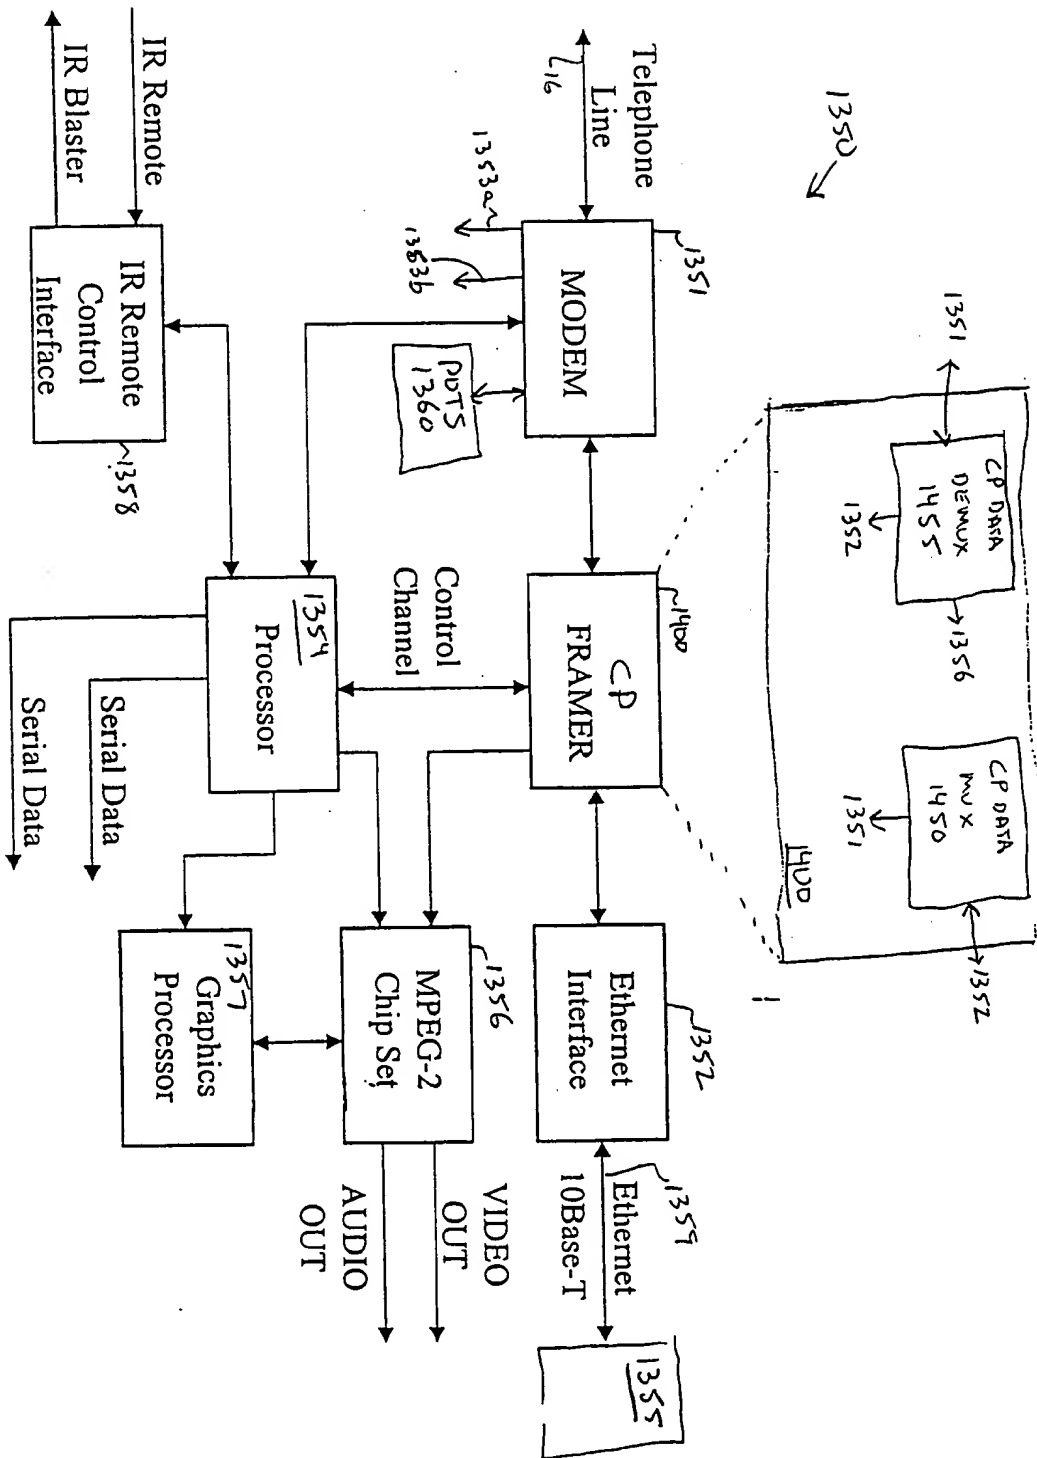 1350
1351
CP DATA
DEMUX
1455
1352
1356
CP DATA
MUX
1450
1351
1352
1400
Telephone
Line
16
1351
MODEM
1353a
1353b
POTS
1360
1400
CP
FRAMER
Control
Channel
1352
Ethernet
Interface
1359
Ethernet
10Base-T
1355
IR Remote
IR Blaster
IR Remote
Control
Interface
1358
1354
Processor
Serial Data
Serial Data
1356
MPEG-2
Chip Set
VIDEO
OUT
AUDIO
OUT
1357
Graphics
Processor